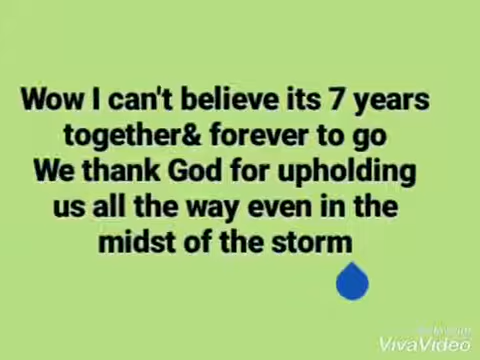 Wow I can't believe its 7 years
together& forever to go
We thank God for upholding
us all the way even in the
midst of the storm
VivaVideo